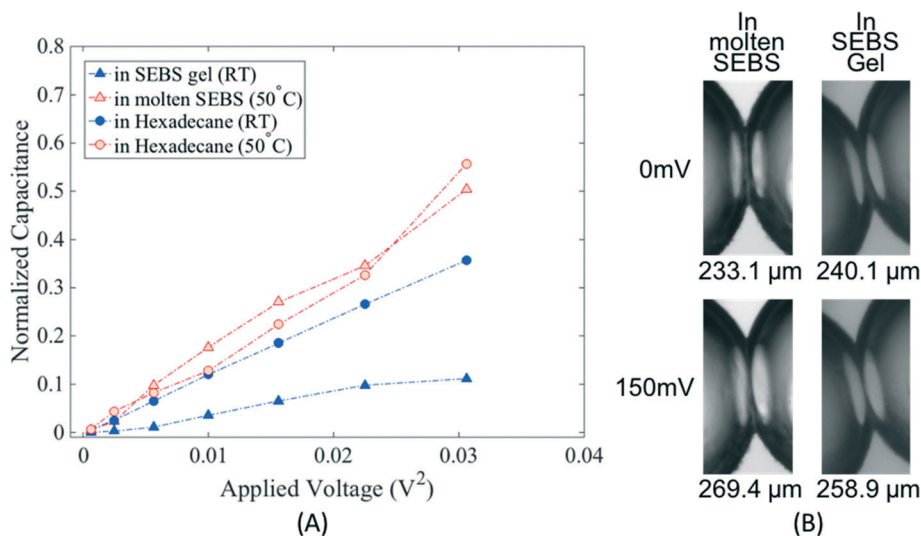 0.8
0.7
0.6
0.5
0.4
0.3
0.2
0.1
0
Normalized Capacitance
in SEBS gel (RT)
in molten SEBS (50°C)
in Hexadecane (RT)
in Hexadecane (50°C)
0 0.01 0.02 0.03 0.04
Applied Voltage (V²)
(A)
In
molten
SEBS
In
SEBS
Gel
0mV
233.1 µm 240.1 µm
150mV
269.4 µm 258.9 µm
(B)